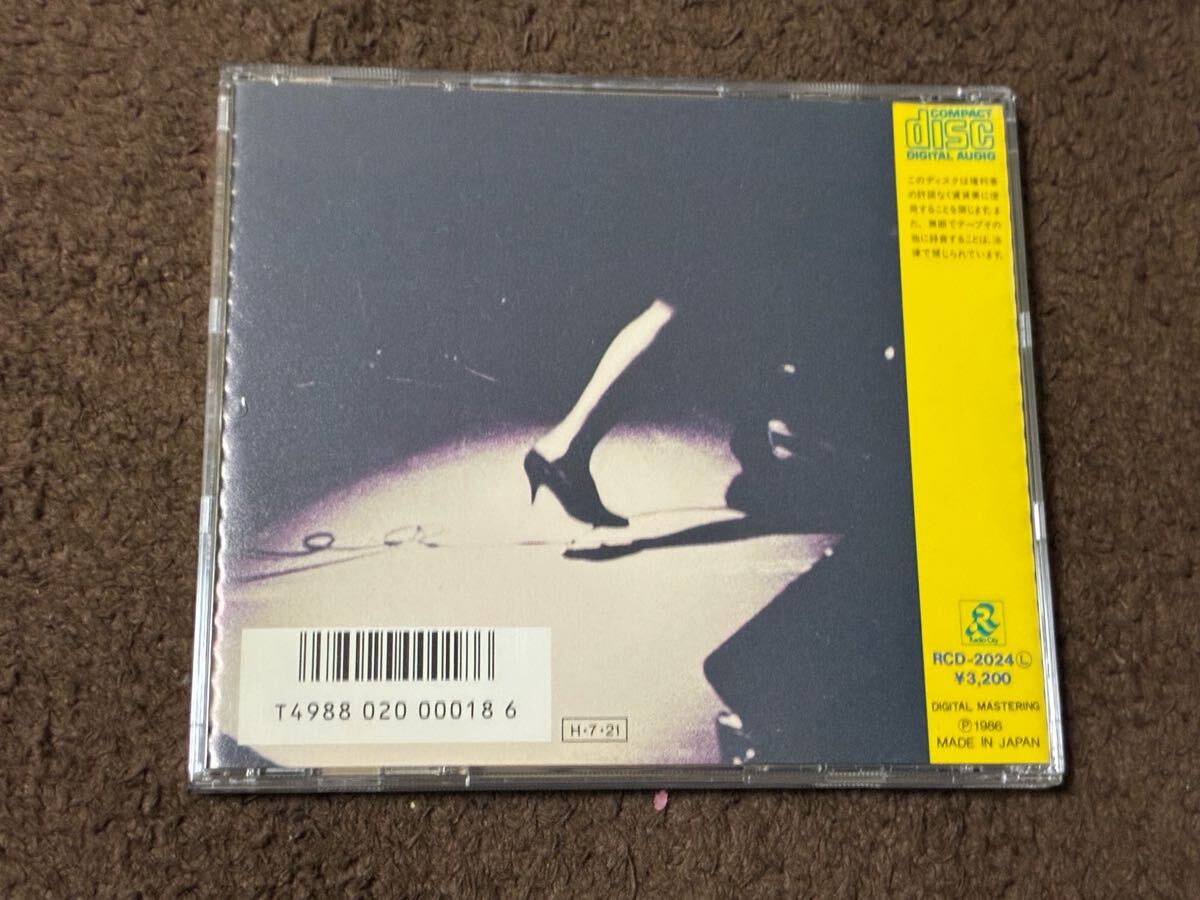 COMPACT
disc
DIGITAL AUDIO
このディスクは権利者
の許諾なく賃貸業に使
用することを禁じます。ま
た、無断でテープその
他に録音することは、法
律で禁じられています。
Radio City
RCD-2024Ⓛ
¥3,200
DIGITAL MASTERING
Ⓟ1986
MADE IN JAPAN
T4988 020 00018 6
H・7・21